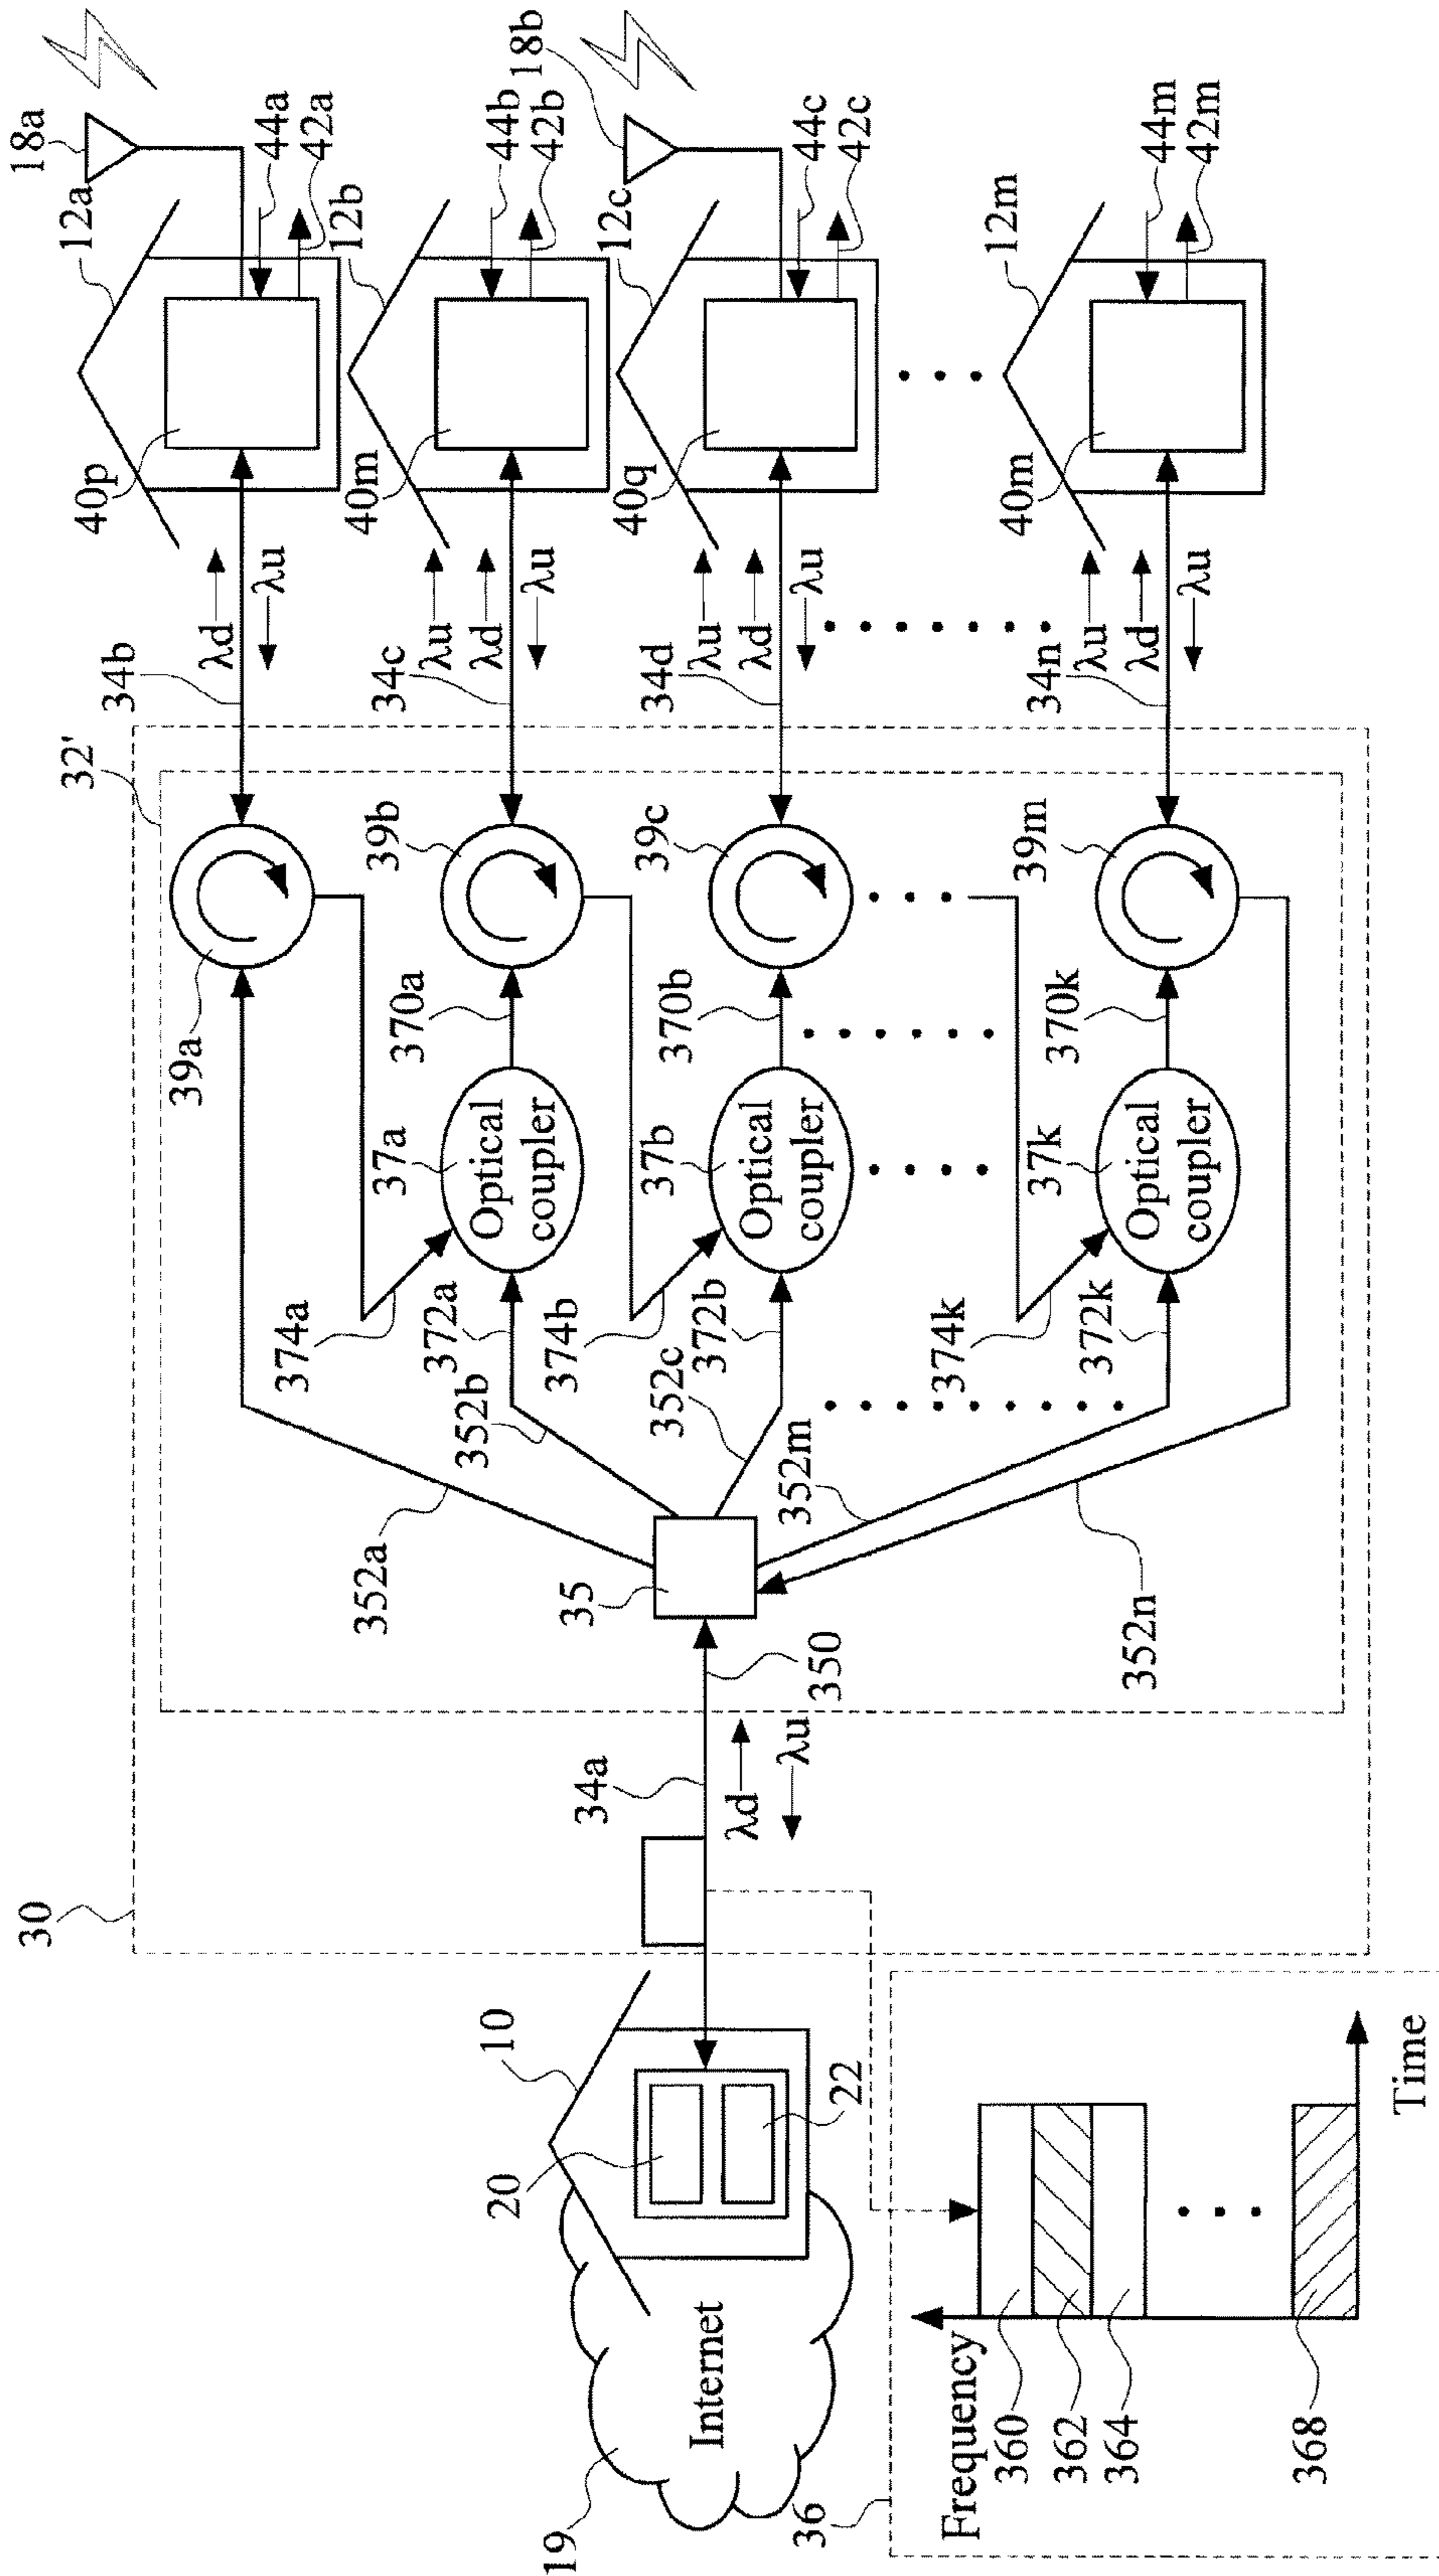 18a
12a
44a
42a
40p
λd
λu
34b
12b
44b
42b
40m
λu
λd
λu
34c
18b
12c
44c
42c
40q
λu
λd
λu
34d
12m
44m
42m
40m
λu
λd
λu
34n
32'
39a
39b
39c
39m
370a
370b
370k
37a
Optical
coupler
37b
Optical
coupler
37k
Optical
coupler
374a
372a
374b
372b
374k
372k
352a
352b
352c
352m
352n
35
350
34a
λd
λu
30
10
20
22
Internet
19
36
Frequency
360
362
364
368
Time